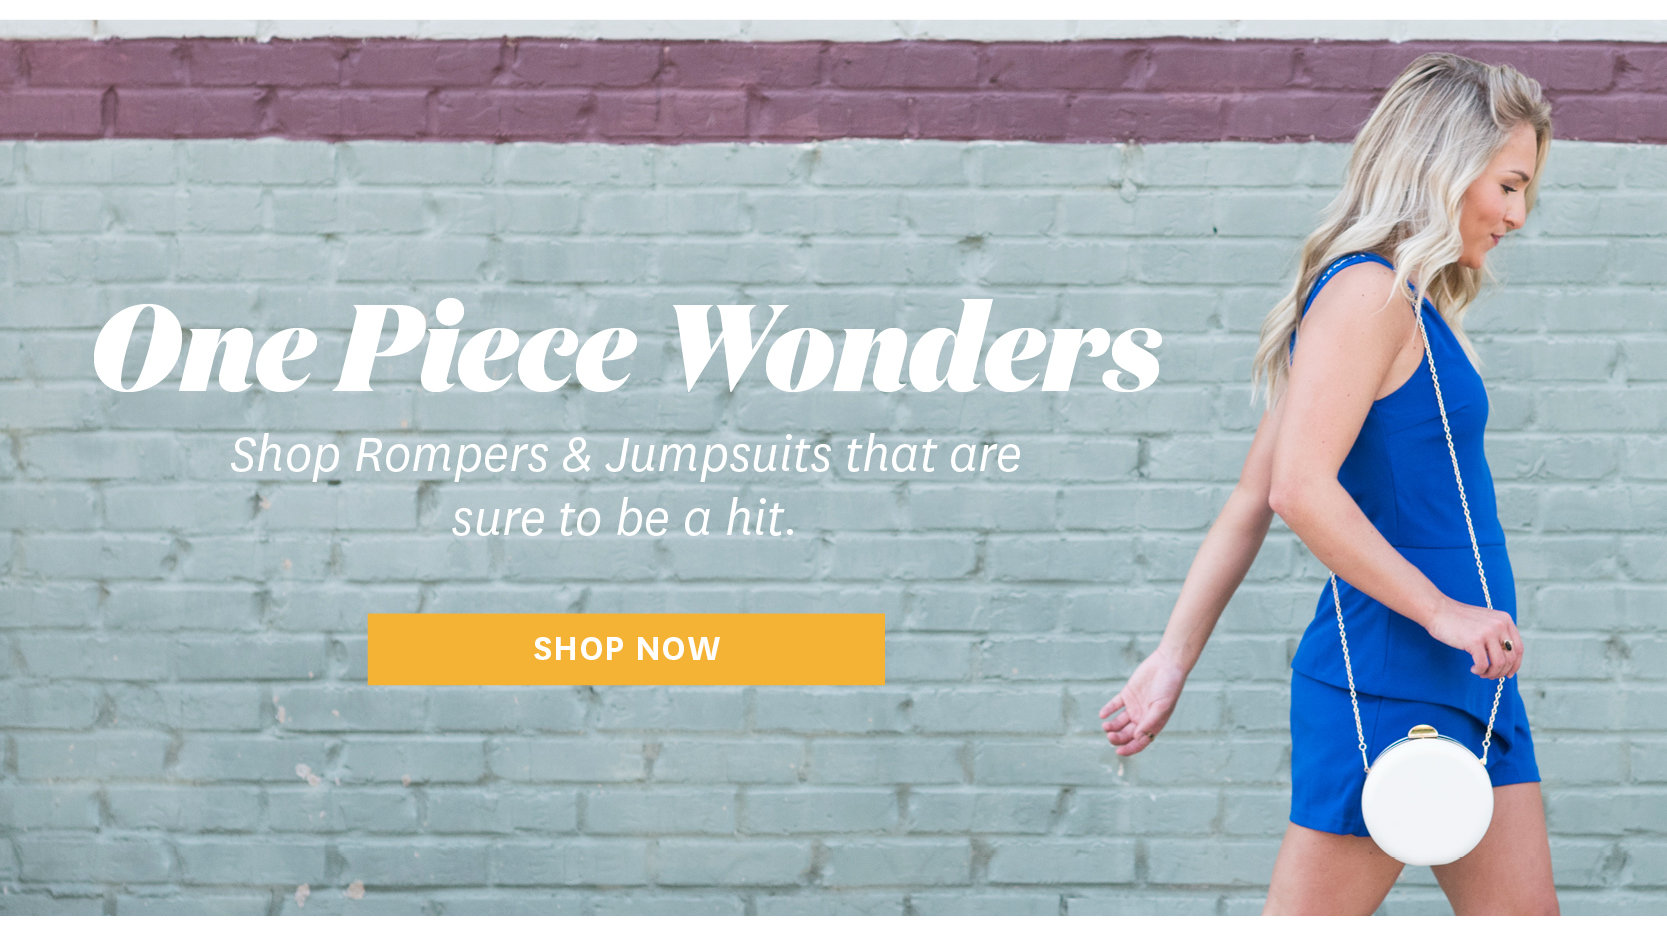 One Piece Wonders
Shop Rompers & Jumpsuits that are
sure to be a hit.
SHOP NOW